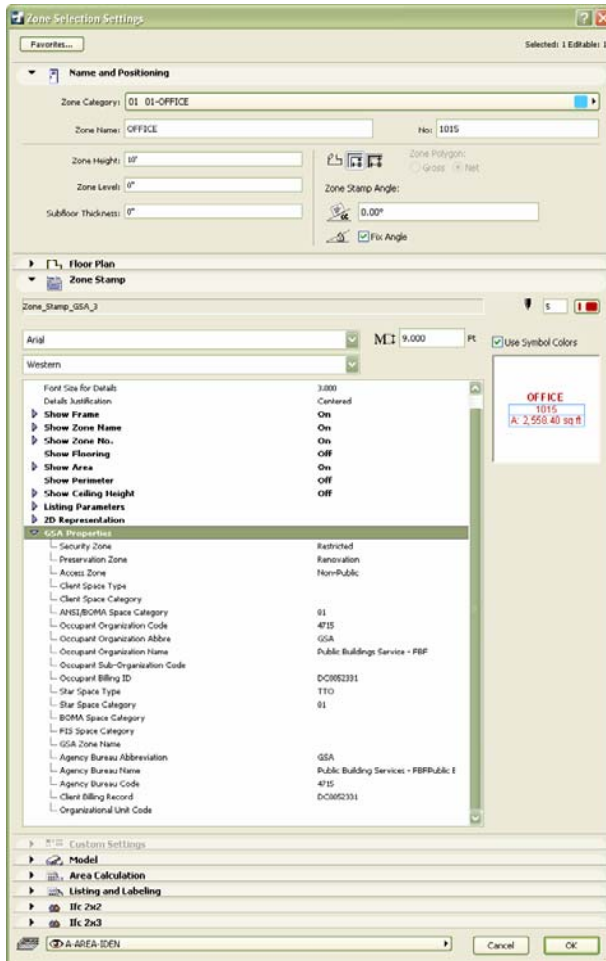 Zone Selection Settings
Favorites...
Selected: 1 Editable: 1
Name and Positioning
Zone Category: 01 01-OFFICE
Zone Name: OFFICE No: 1015
Zone Height: 10"
Zone Polygon:
Gross Net
Zone Level: 0"
Zone Stamp Angle:
Subfloor Thickness: 0"
0.00°
Fix Angle
Floor Plan
Zone Stamp
Zone_Stamp_GSA_3 5
Arial 9.000 Pt
Use Symbol Colors
Western
Font Size for Details 3.000
Details Justification Centered
Show Frame On
Show Zone Name On
Show Zone No. On
Show Flooring Off
Show Area On
Show Perimeter Off
Show Ceiling Height Off
Listing Parameters
2D Representation
OFFICE
1015
A: 2,558.40 sq ft
GSA Properties
Security Zone Restricted
Preservation Zone Renovation
Access Zone Non-Public
Client Space Type
Client Space Category
ANSI/BOMA Space Category 01
Occupant Organization Code 4715
Occupant Organization Abbre GSA
Occupant Organization Name Public Buildings Service - FBF
Occupant Sub-Organization Code
Occupant Billing ID DC0052331
Star Space Type TTO
Star Space Category 01
BOMA Space Category
FIS Space Category
GSA Zone Name
Agency Bureau Abbreviation GSA
Agency Bureau Name Public Building Services - FBFPublic B
Agency Bureau Code 4715
Client Billing Record DC0052331
Organizational Unit Code
Custom Settings
Model
Area Calculation
Listing and Labeling
Ifc 2x2
Ifc 2x3
A-AREA-IDEN
Cancel OK